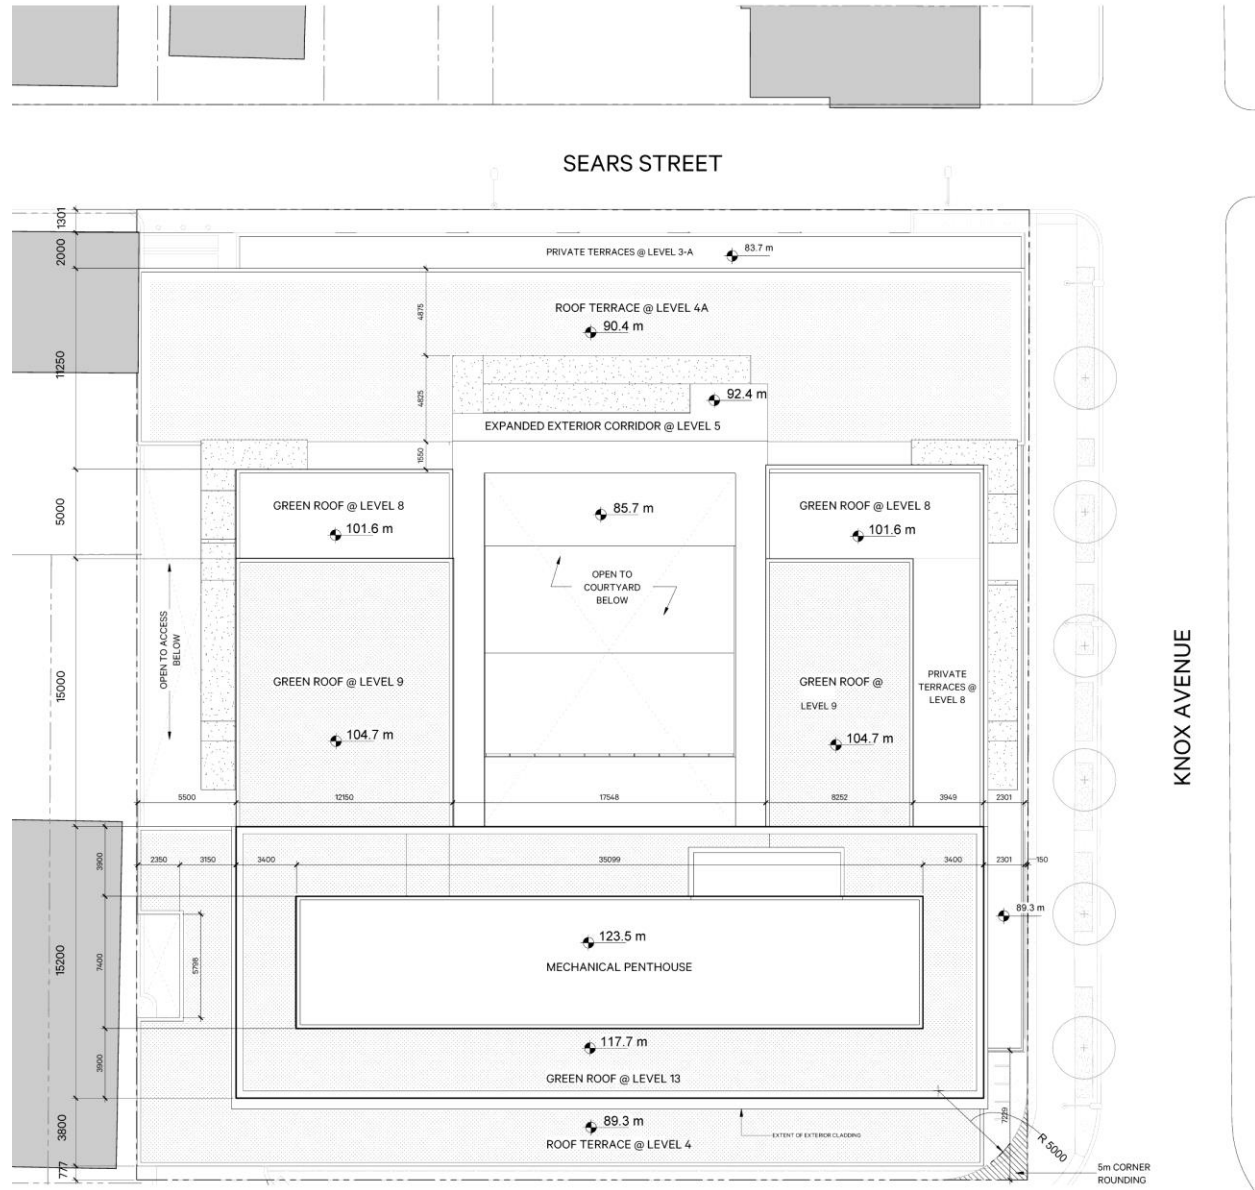 SEARS STREET
1301
2000
PRIVATE TERRACES @ LEVEL 3-A
83.7 m
ROOF TERRACE @ LEVEL 4A
90.4 m
4875
11250
4825
92.4 m
EXPANDED EXTERIOR CORRIDOR @ LEVEL 5
1550
5000
GREEN ROOF @ LEVEL 8
101.6 m
85.7 m
GREEN ROOF @ LEVEL 8
101.6 m
OPEN TO
COURTYARD
BELOW
OPEN TO ACCESS
BELOW
15000
GREEN ROOF @ LEVEL 9
104.7 m
GREEN ROOF @
LEVEL 9
104.7 m
PRIVATE
TERRACES @
LEVEL 8
KNOX AVENUE
5500
12150
17548
8252
3949
2301
2350
3150
3400
35099
3400
2301
150
3900
89.3 m
15200
7400
5798
123.5 m
MECHANICAL PENTHOUSE
3900
117.7 m
GREEN ROOF @ LEVEL 13
3800
89.3 m
ROOF TERRACE @ LEVEL 4
EXTENT OF EXTERIOR CLADDING
7229
R 5000
777
5m CORNER
ROUNDING